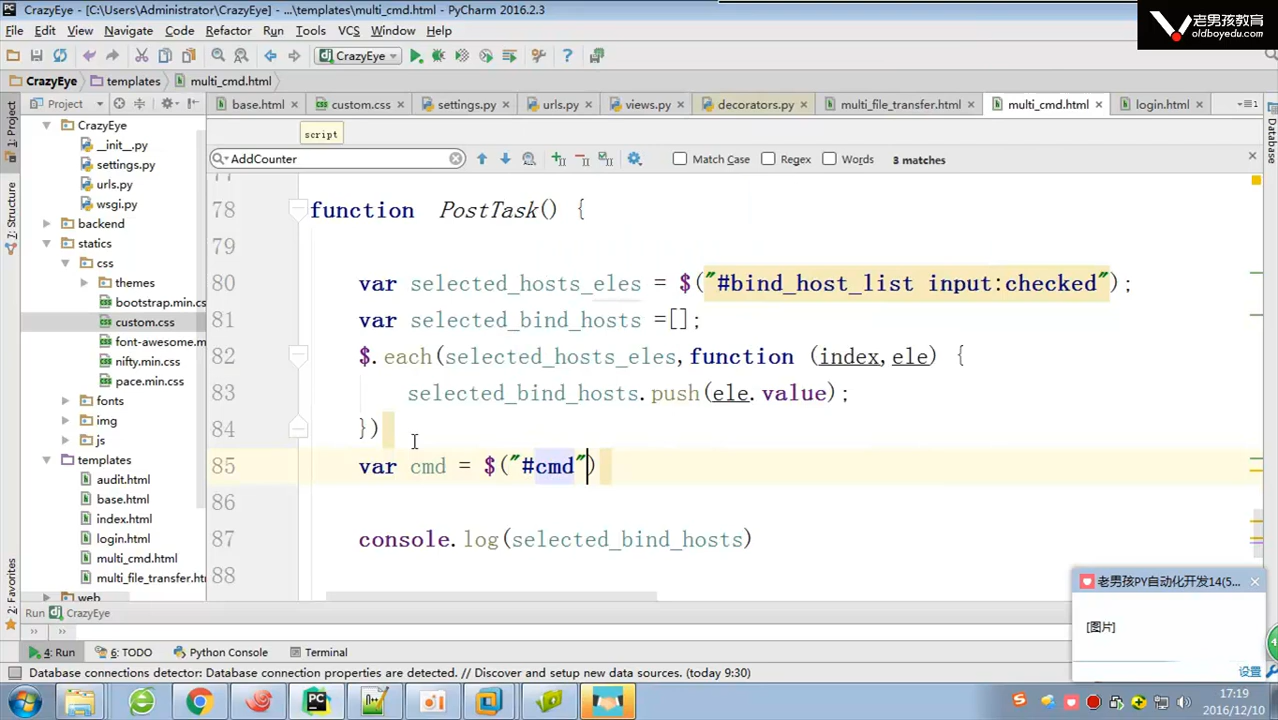 CrazyEye - [C:\Users\Administrator\CrazyEye] - ...\templates\multi_cmd.html - PyCharm 2016.2.3
老男孩教育
oldboyedu.com
File Edit View Navigate Code Refactor Run Tools VCS Window Help
CrazyEye
CrazyEye templates multi_cmd.html
Project
base.html custom.css settings.py urls.py views.py decorators.py multi_file_transfer.html multi_cmd.html login.html
1: Project
Structure
2: Favorites
Database
CrazyEye
__init__.py
settings.py
urls.py
wsgi.py
backend
statics
css
themes
bootstrap.min.cs
custom.css
font-awesome.m
nifty.min.css
pace.min.css
fonts
img
js
templates
audit.html
base.html
index.html
login.html
multi_cmd.html
multi_file_transfer.ht
web
script
AddCounter Match Case Regex Words 3 matches
77
78 function PostTask() {
79
80 var selected_hosts_eles = $("#bind_host_list input:checked");
81 var selected_bind_hosts =[];
82 $.each(selected_hosts_eles,function (index,ele) {
83 selected_bind_hosts.push(ele.value);
84 })
85 var cmd = $("#cmd")
86
87 console.log(selected_bind_hosts)
88
老男孩PY自动化开发14(5...
[图片]
设置
Run CrazyEye
4: Run 6: TODO Python Console Terminal
Database connections detector: Database connection properties are detected. // Discover and setup new data sources. (today 9:30)
17:19
2016/12/10